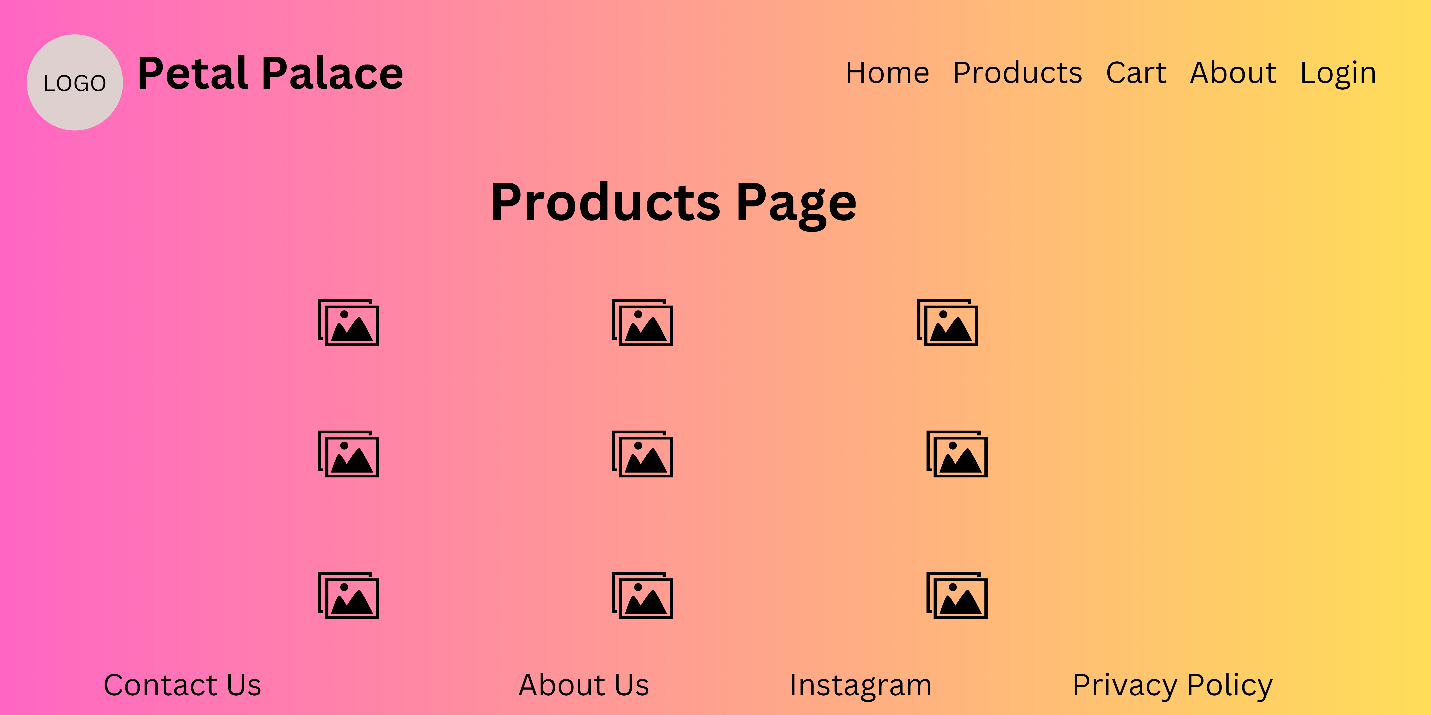 LOGO
Petal Palace
Home Products Cart About Login
Products Page
Contact Us About Us Instagram Privacy Policy